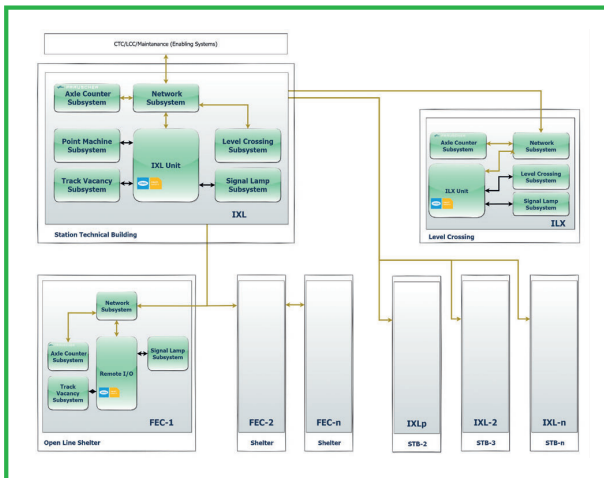 CTC/LCC/Maintanance (Enabling Systems)
Axle Counter
Subsystem
Network
Subsystem
Point Machine
Subsystem
IXL Unit
Level Crossing
Subsystem
Track Vacancy
Subsystem
Signal Lamp
Subsystem
IXL
Station Technical Building
Axle Counter
Subsystem
Network
Subsystem
ILX Unit
Level Crossing
Subsystem
Signal Lamp
Subsystem
ILX
Level Crossing
Network
Subsystem
Axle Counter
Subsystem
Remote I/O
Signal Lamp
Subsystem
Track
Vacancy
Subsystem
FEC-1
Open Line Shelter
FEC-2
Shelter
FEC-n
Shelter
IXLp
STB-2
IXL-2
STB-3
IXL-n
STB-n